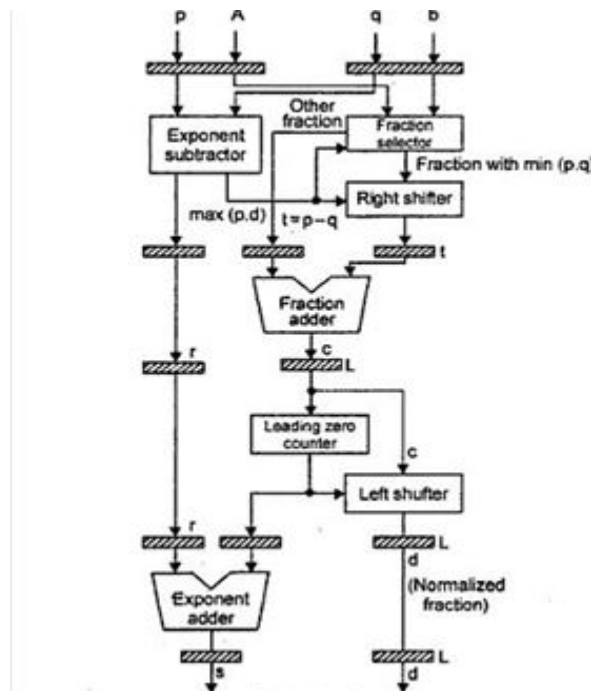 p A q b
Other
fraction
Exponent
subtractor
Fraction
selector
Fraction with min (p,q)
max (p,d)
t = p - q
Right shifter
t
Fraction
adder
c
L
r
Leading zero
counter
c
Left shufter
r
L
d
(Normalized
fraction)
Exponent
adder
L
s
d